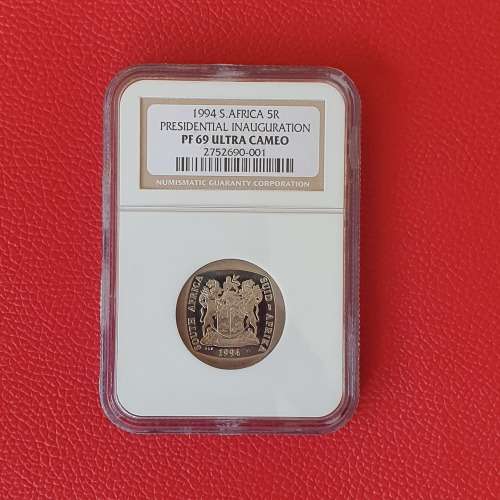 1994 S.AFRICA 5R
PRESIDENTIAL INAUGURATION
PF 69 ULTRA CAMEO
2752690-001
NUMISMATIC GUARANTY CORPORATION
SOUTH AFRICA
SUID-AFRIKA
1994